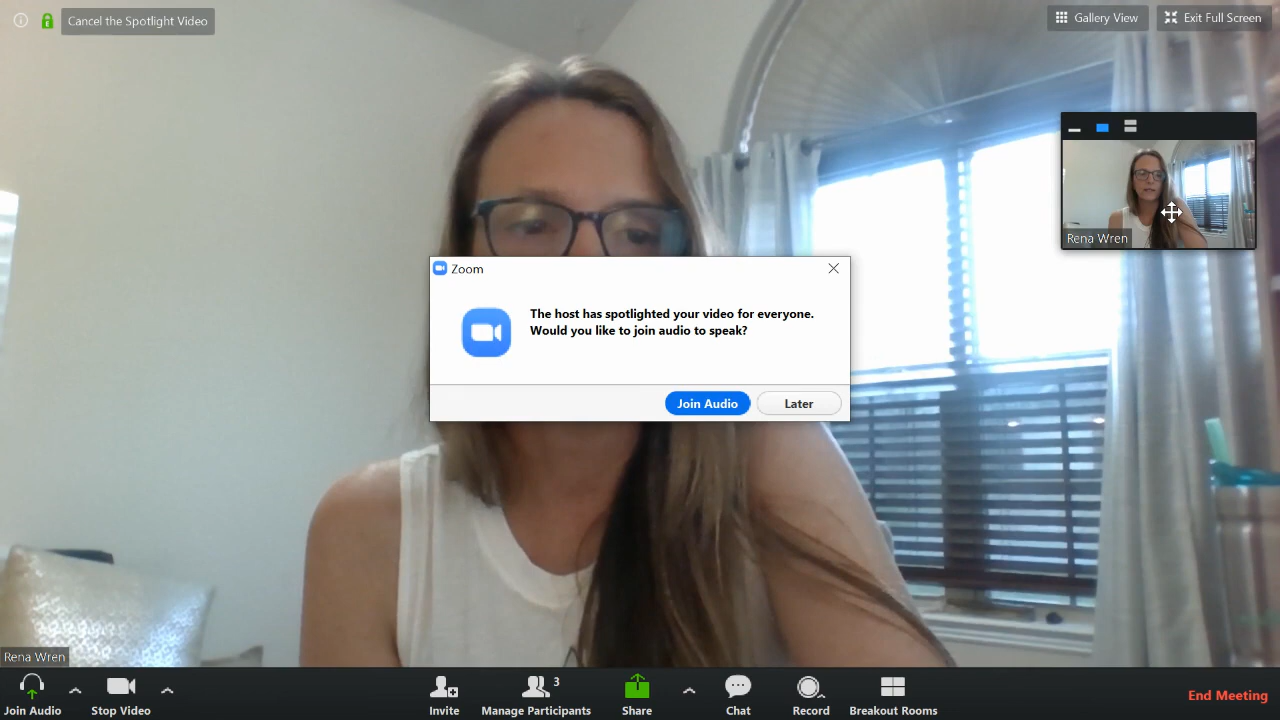 Cancel the Spotlight Video
Gallery View
Exit Full Screen
Rena Wren
Zoom
The host has spotlighted your video for everyone.
Would you like to join audio to speak?
Join Audio
Later
Rena Wren
Join Audio
Stop Video
Invite
3
Manage Participants
Share
Chat
Record
Breakout Rooms
End Meeting